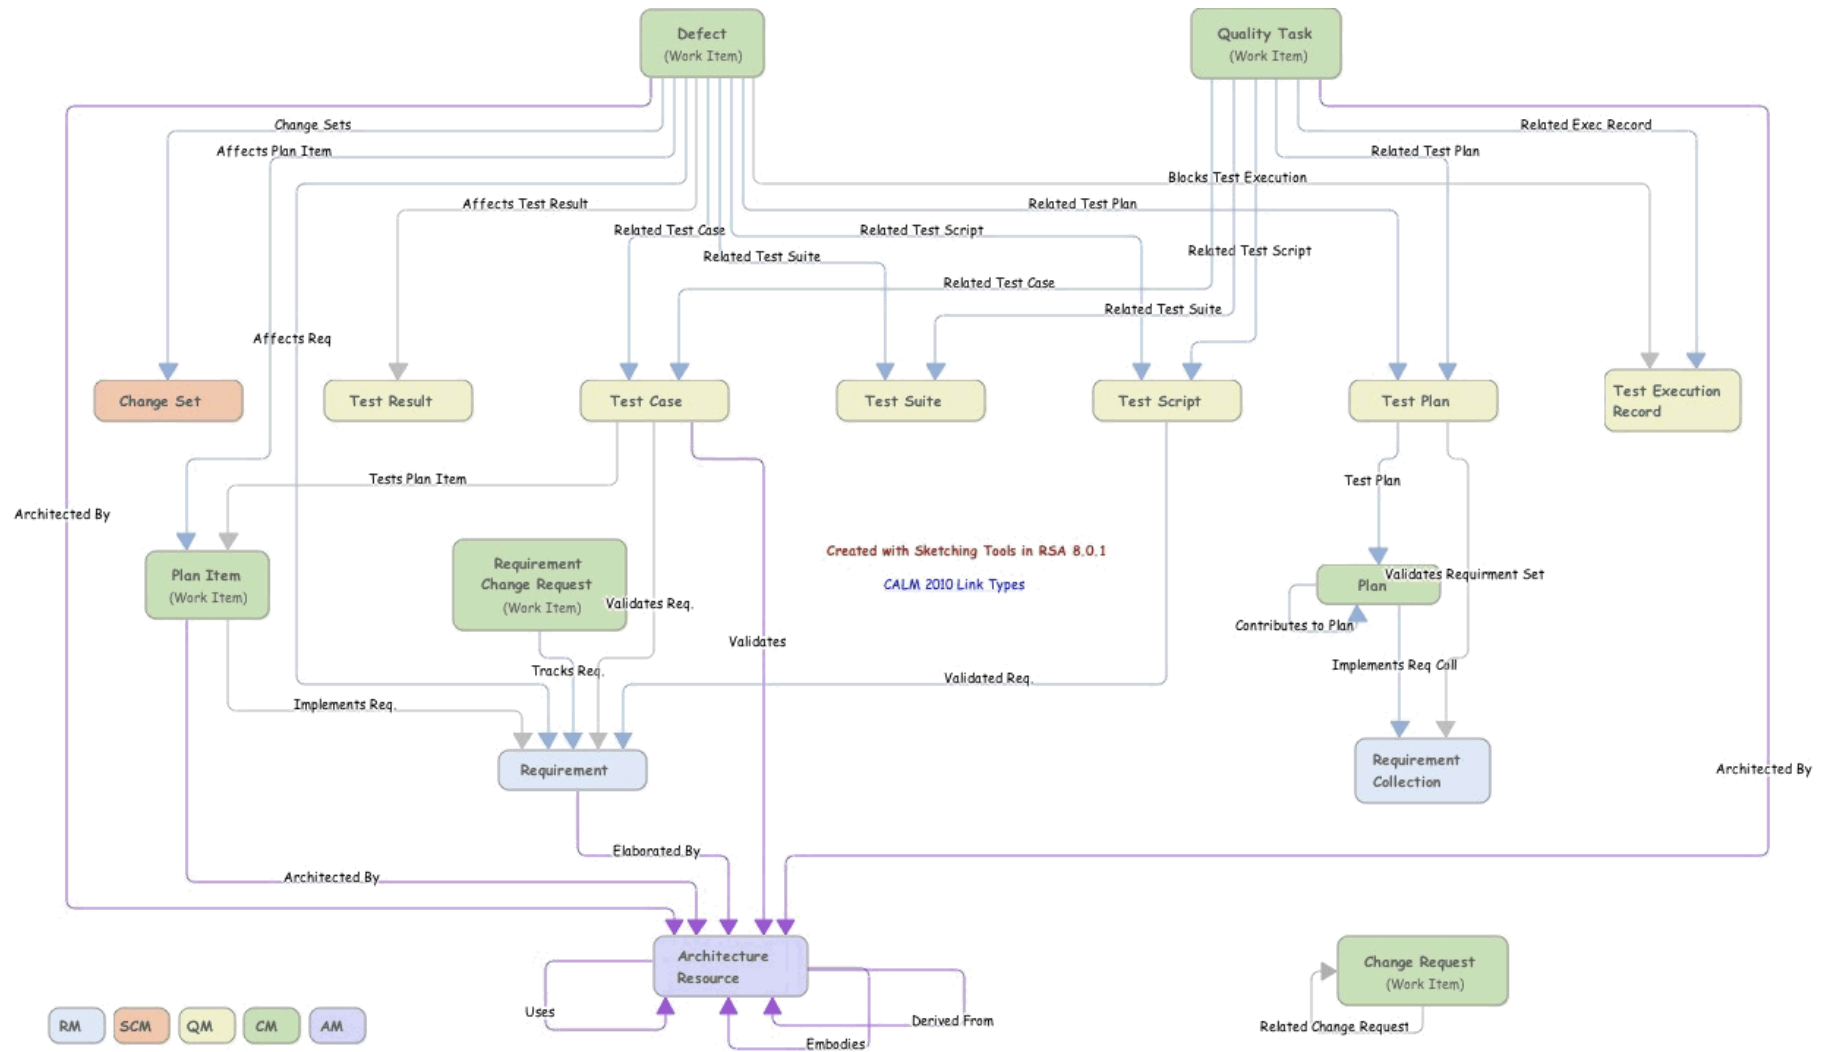 Defect
(Work Item)
Quality Task
(Work Item)
Change Sets
Related Exec Record
Affects Plan Item
Related Test Plan
Blocks Test Execution
Affects Test Result
Related Test Plan
Related Test Case
Related Test Script
Related Test Script
Related Test Suite
Related Test Case
Related Test Suite
Affects Req
Change Set
Test Result
Test Case
Test Suite
Test Script
Test Plan
Test Execution
Record
Tests Plan Item
Test Plan
Architected By
Created with Sketching Tools in RSA 8.0.1
CALM 2010 Link Types
Requirement
Change Request
(Work Item)
Plan Item
(Work Item)
Validates Req.
Validates Requirment Set
Plan
Contributes to Plan
Validates
Tracks Req.
Validated Req.
Implements Req Coll
Implements Req.
Requirement
Requirement
Collection
Architected By
Elaborated By
Architected By
Architecture
Resource
Change Request
(Work Item)
Uses
Derived From
Embodies
Related Change Request
RM
SCM
QM
CM
AM